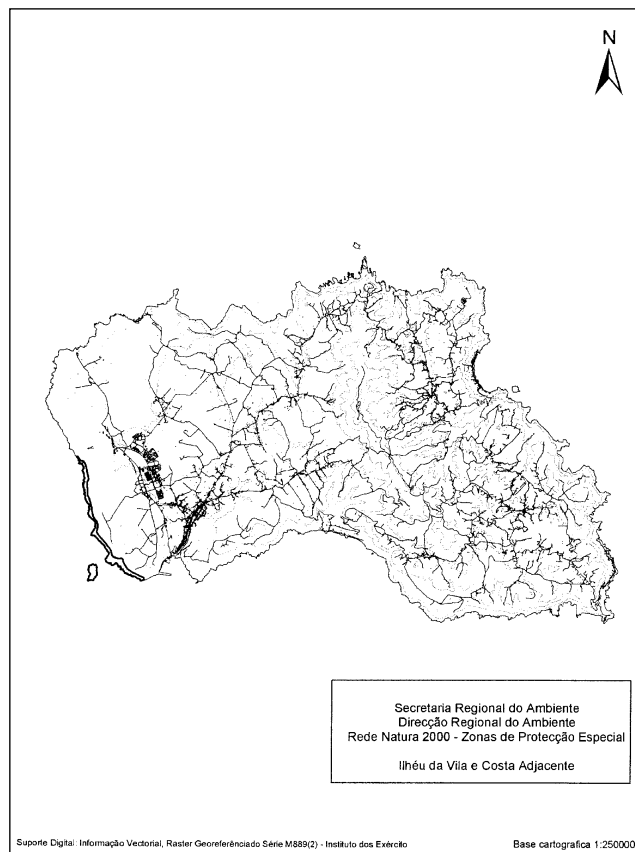 N
Secretaria Regional do Ambiente
Direcção Regional do Ambiente
Rede Natura 2000 - Zonas de Protecção Especial
Ilhéu da Vila e Costa Adjacente
Suporte Digital: Informação Vectorial, Raster Georeferênciado Série M889(2) - Instituto dos Exército
Base cartografica 1:250000